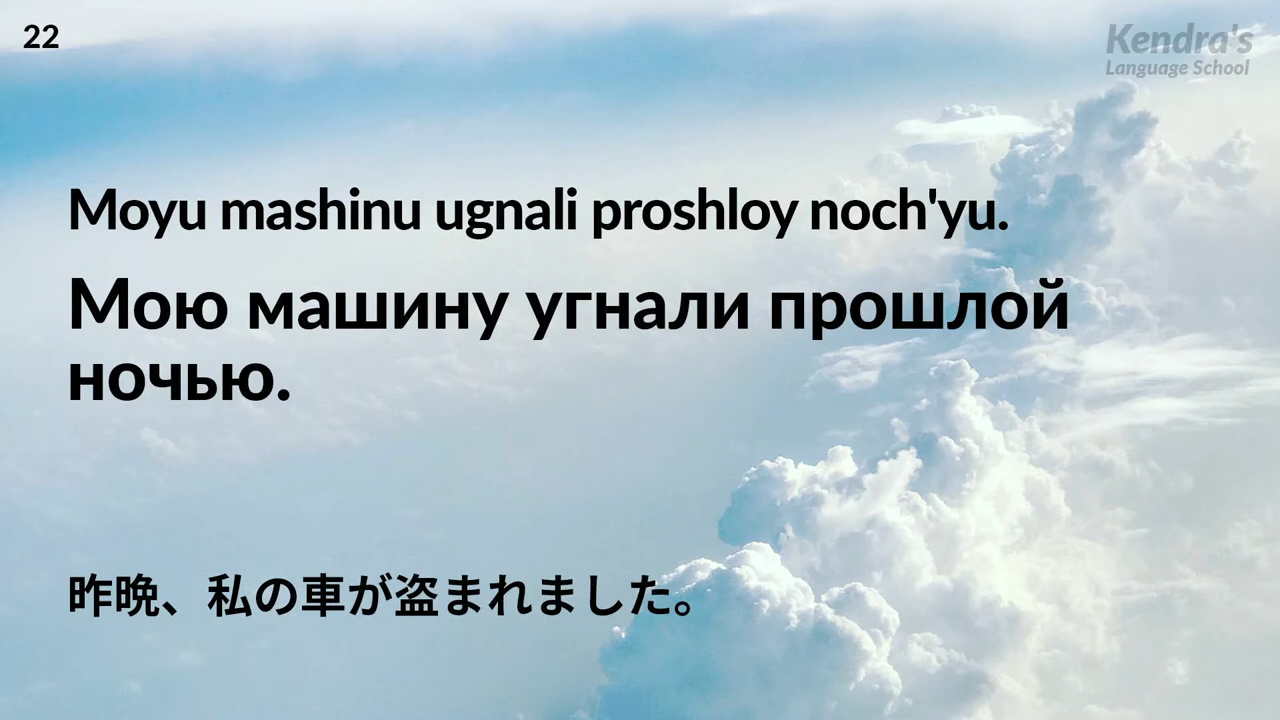 22
Kendra's
Language School
Moyu mashinu ugnali proshloy noch'yu.
Мою машину угнали прошлой
ночью.
昨晩、私の車が盗まれました。